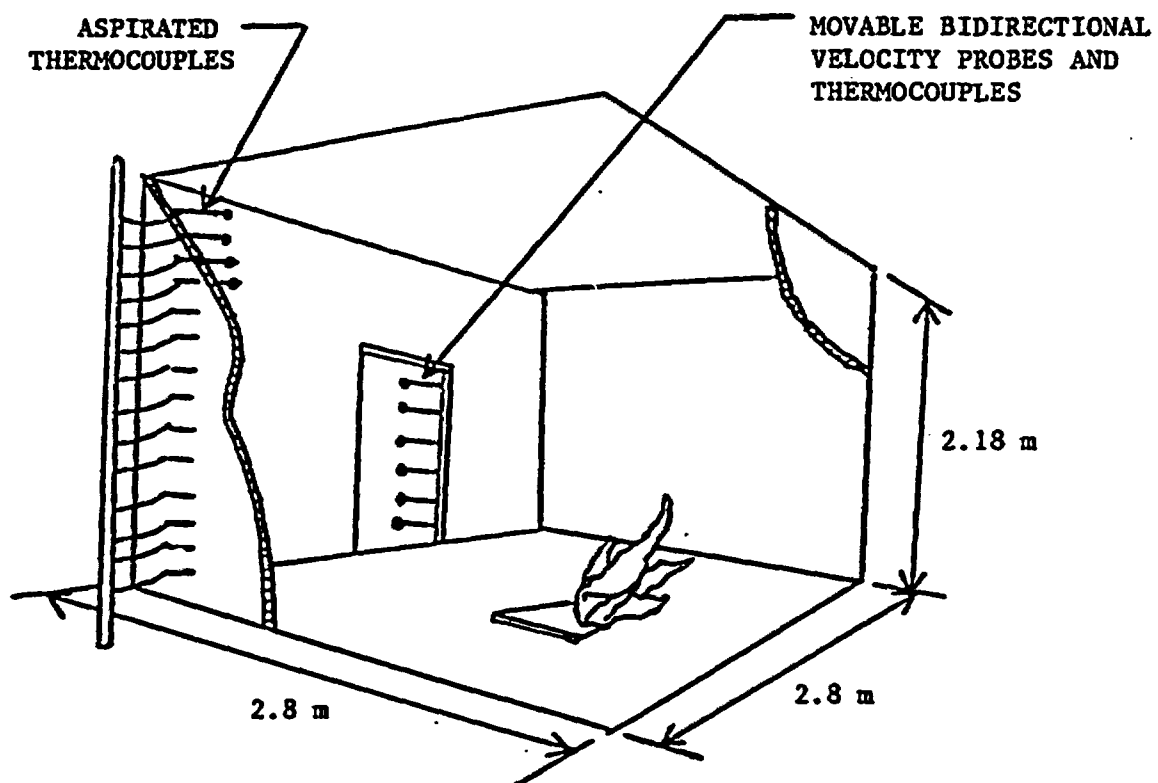 ASPIRATED
THERMOCOUPLES
MOVABLE BIDIRECTIONAL
VELOCITY PROBES AND
THERMOCOUPLES
2.18 m
2.8 m
2.8 m